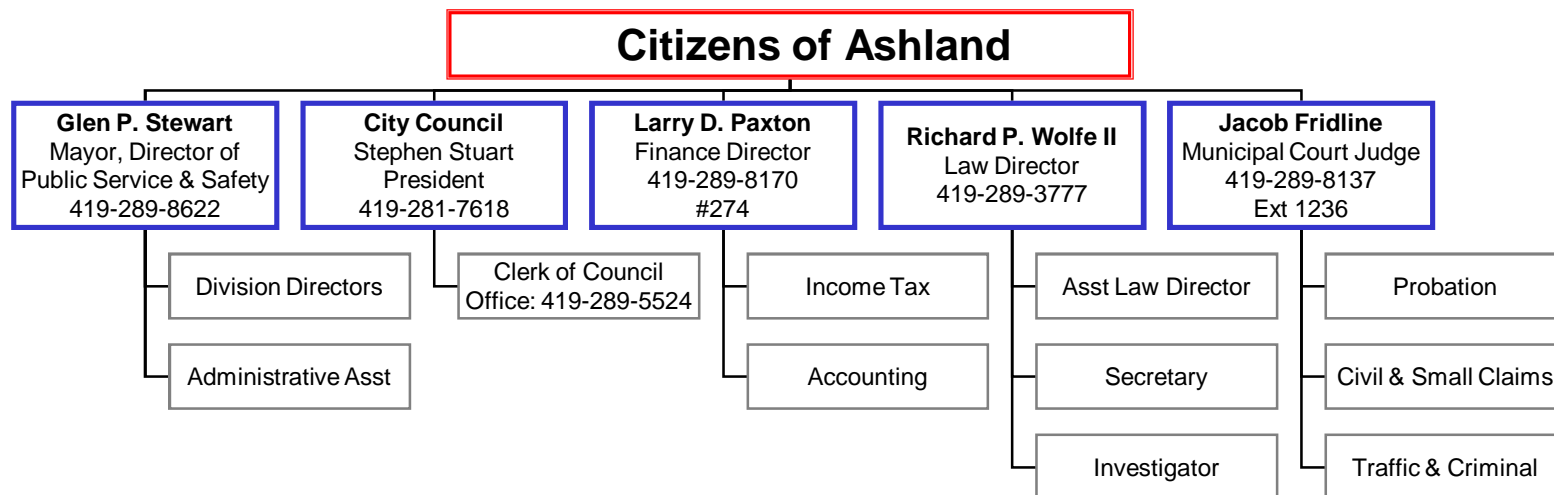 Citizens of Ashland
Glen P. Stewart
Mayor, Director of
Public Service & Safety
419-289-8622
City Council
Stephen Stuart
President
419-281-7618
Larry D. Paxton
Finance Director
419-289-8170
#274
Richard P. Wolfe II
Law Director
419-289-3777
Jacob Fridline
Municipal Court Judge
419-289-8137
Ext 1236
Division Directors
Administrative Asst
Clerk of Council
Office: 419-289-5524
Income Tax
Accounting
Asst Law Director
Secretary
Investigator
Probation
Civil & Small Claims
Traffic & Criminal